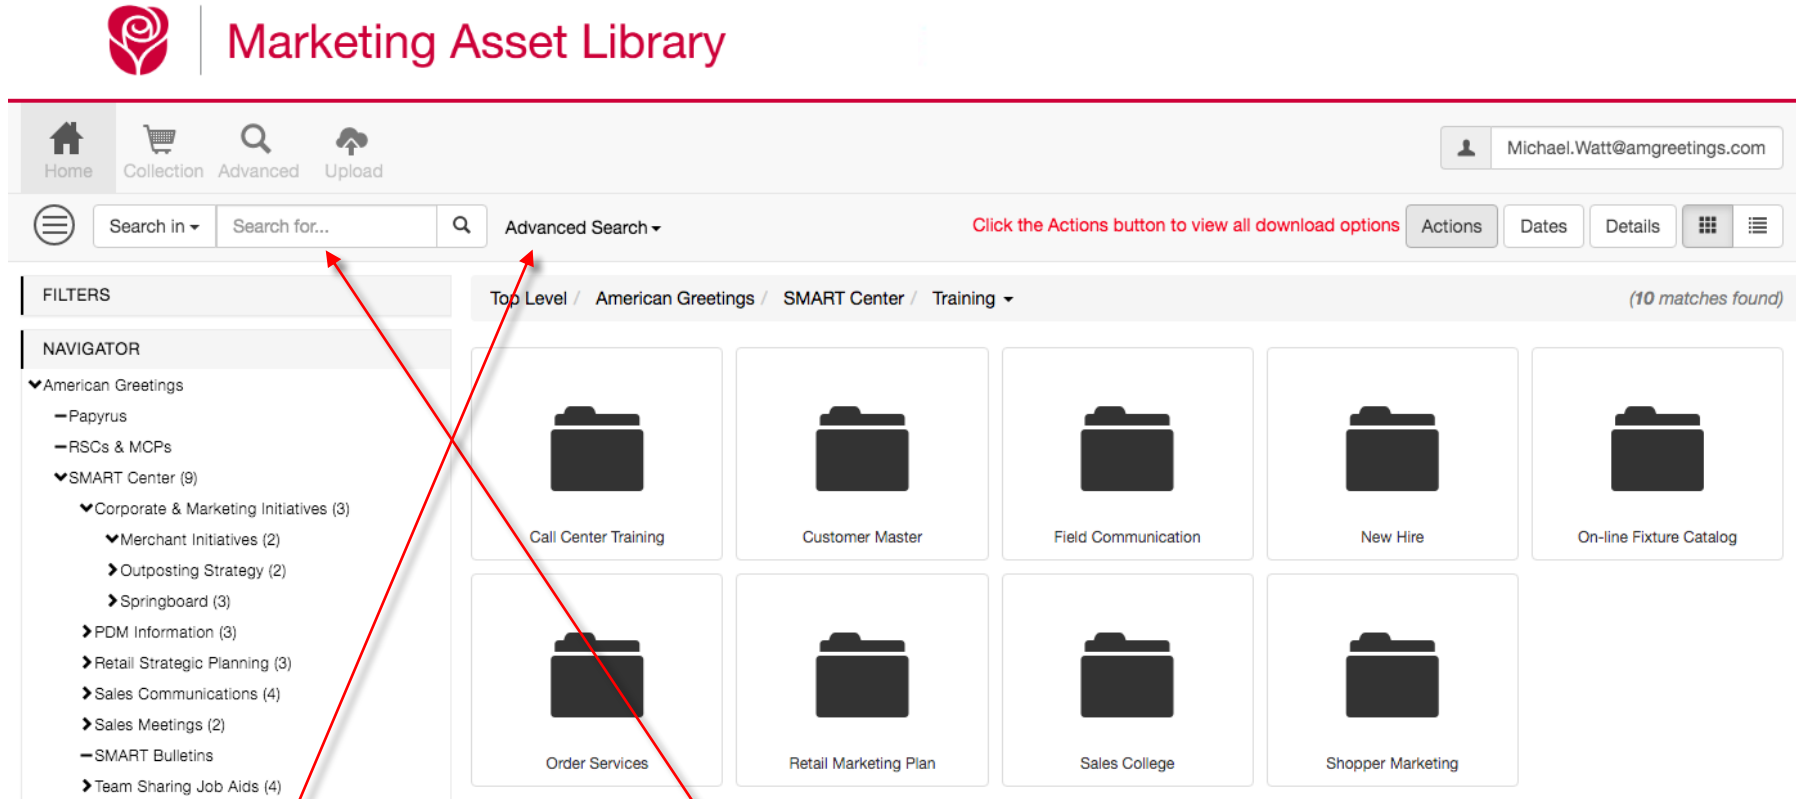 Marketing Asset Library
Home
Collection
Advanced
Upload
Michael.Watt@amgreetings.com
Search in
Search for...
Advanced Search
Click the Actions button to view all download options
Actions
Dates
Details
FILTERS
Top Level / American Greetings / SMART Center / Training
(10 matches found)
NAVIGATOR
American Greetings
Papyrus
RSCs & MCPs
SMART Center (9)
Corporate & Marketing Initiatives (3)
Merchant Initiatives (2)
Outposting Strategy (2)
Springboard (3)
PDM Information (3)
Retail Strategic Planning (3)
Sales Communications (4)
Sales Meetings (2)
SMART Bulletins
Team Sharing Job Aids (4)
Call Center Training
Customer Master
Field Communication
New Hire
On-line Fixture Catalog
Order Services
Retail Marketing Plan
Sales College
Shopper Marketing